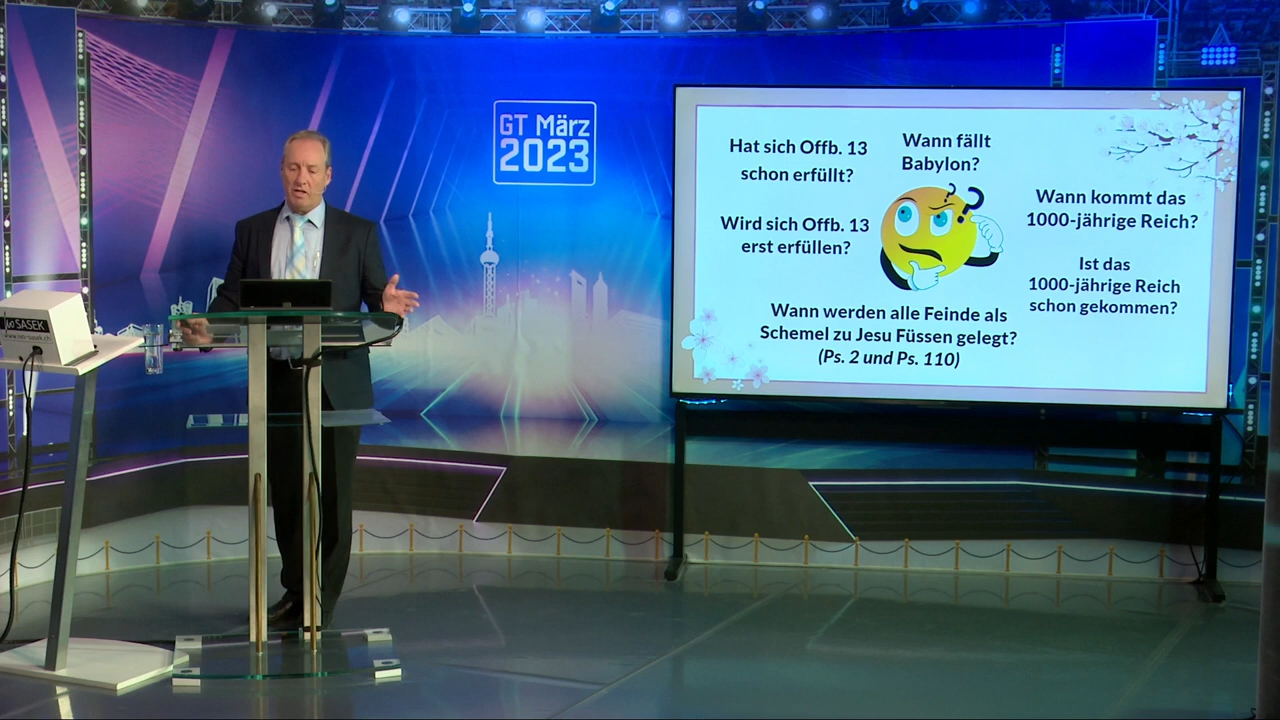 GT März
2023
Hat sich Offb. 13
schon erfüllt?
Wann fällt
Babylon?
Wann kommt das
1000-jährige Reich?
Wird sich Offb. 13
erst erfüllen?
Ist das
1000-jährige Reich
schon gekommen?
Wann werden alle Feinde als
Schemel zu Jesu Füssen gelegt?
(Ps. 2 und Ps. 110)
SASEK